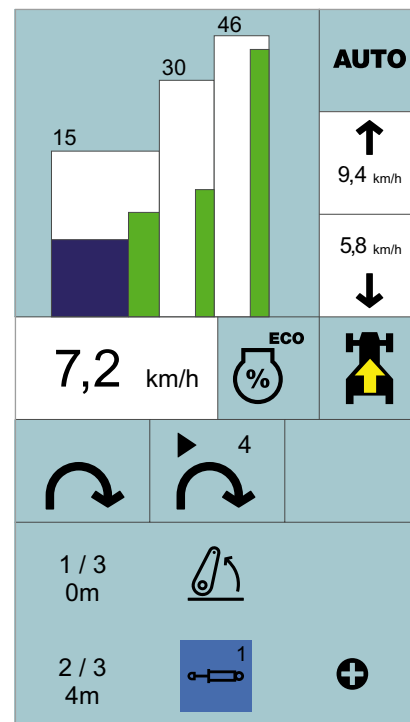 46
AUTO
30
15
9,4 km/h
5,8 km/h
7,2 km/h
ECO
%
4
1 / 3
0m
1
2 / 3
4m